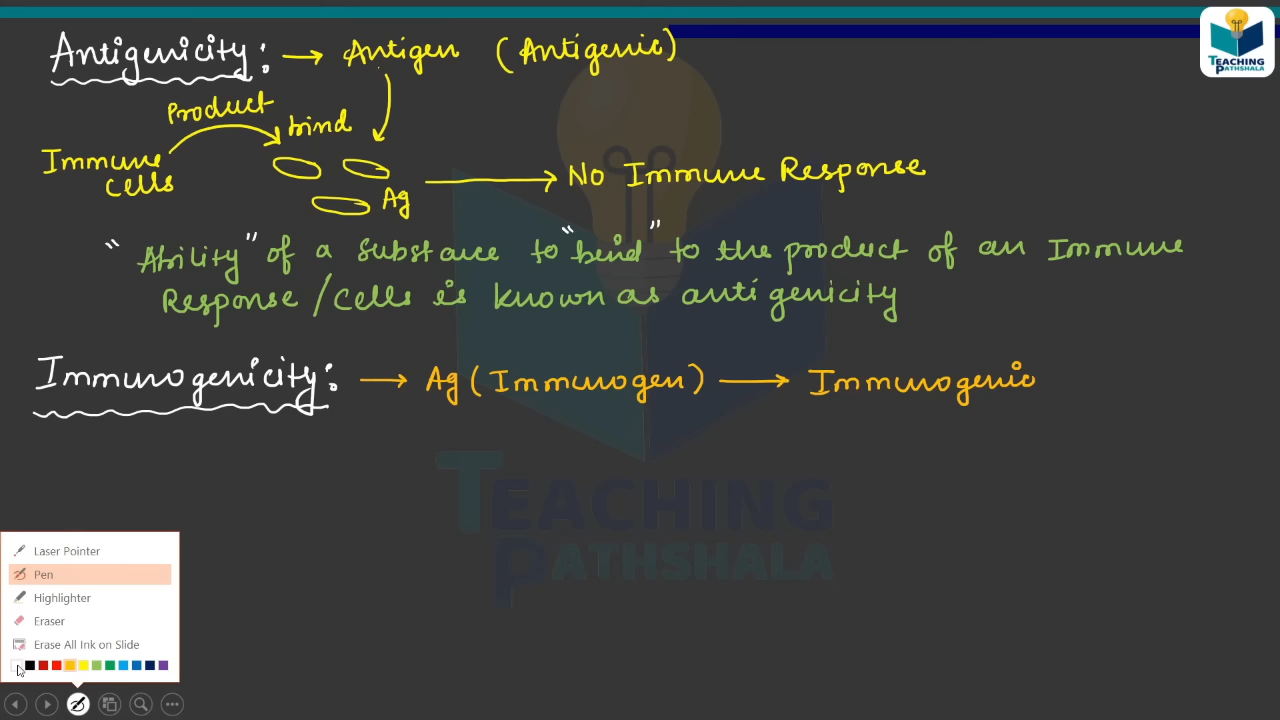 Antigenicity: → Antigen (Antigenic)
Product
bind
Immune
cells
Ag → No Immune Response
"Ability" of a substance to "bind" to the product of an Immune
Response/cells is known as antigenicity
Immunogenicity: → Ag (Immunogen) → Immunogenic
TEACHING
PATHSHALA
TEACHING
PATHSHALA
Laser Pointer
Pen
Highlighter
Eraser
Erase All Ink on Slide